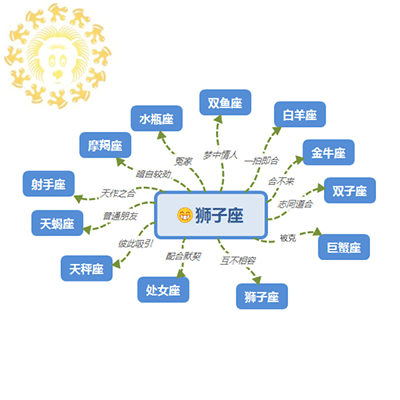 双鱼座
水瓶座
白羊座
摩羯座
金牛座
射手座
双子座
天蝎座
巨蟹座
天秤座
处女座
狮子座
狮子座
梦中情人
冤家
一拍即合
暗自较劲
合不来
天作之合
志同道合
普通朋友
被克
彼此吸引
配合默契
互不相容